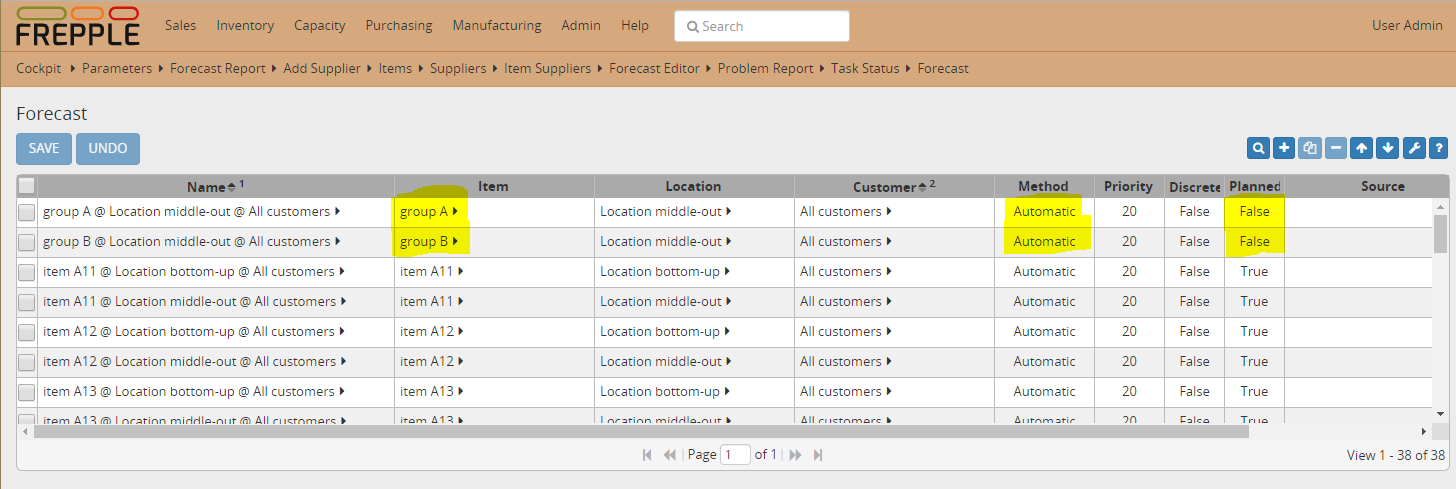 FREPPLE Sales Inventory Capacity Purchasing Manufacturing Admin Help Search User Admin
Cockpit Parameters Forecast Report Add Supplier Items Suppliers Item Suppliers Forecast Editor Problem Report Task Status Forecast
Forecast
SAVE UNDO ?
Name 1 Item Location Customer 2 Method Priority Discrete Planned Source
group A @ Location middle-out @ All customers group A Location middle-out All customers Automatic 20 False False
group B @ Location middle-out @ All customers group B Location middle-out All customers Automatic 20 False False
item A11 @ Location bottom-up @ All customers item A11 Location bottom-up All customers Automatic 20 False True
item A11 @ Location middle-out @ All customers item A11 Location middle-out All customers Automatic 20 False True
item A12 @ Location bottom-up @ All customers item A12 Location bottom-up All customers Automatic 20 False True
item A12 @ Location middle-out @ All customers item A12 Location middle-out All customers Automatic 20 False True
item A13 @ Location bottom-up @ All customers item A13 Location bottom-up All customers Automatic 20 False True
item A13 @ Location middle-out @ All customers item A13 Location middle-out All customers Automatic 20 False True
Page 1 of 1 View 1 - 38 of 38